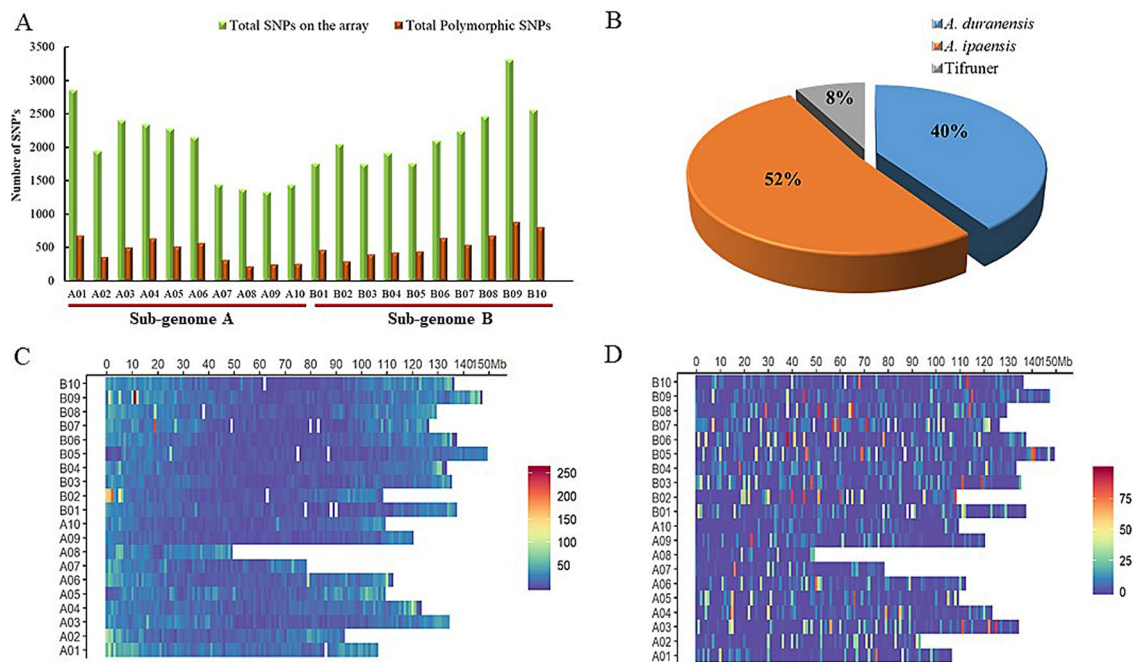 A
Total SNPs on the array
Total Polymorphic SNPs
Number of SNP's
3500
3000
2500
2000
1500
1000
500
0
A01 A02 A03 A04 A05 A06 A07 A08 A09 A10 B01 B02 B03 B04 B05 B06 B07 B08 B09 B10
Sub-genome A
Sub-genome B
B
A. duranensis
A. ipaensis
Tifruner
8%
40%
52%
C
0 10 20 30 40 50 60 70 80 90 100 110 120 130 140 150Mb
B10
B09
B08
B07
B06
B05
B04
B03
B02
B01
A10
A09
A08
A07
A06
A05
A04
A03
A02
A01
250
200
150
100
50
D
0 10 20 30 40 50 60 70 80 90 100 110 120 130 140 150Mb
B10
B09
B08
B07
B06
B05
B04
B03
B02
B01
A10
A09
A08
A07
A06
A05
A04
A03
A02
A01
75
50
25
0